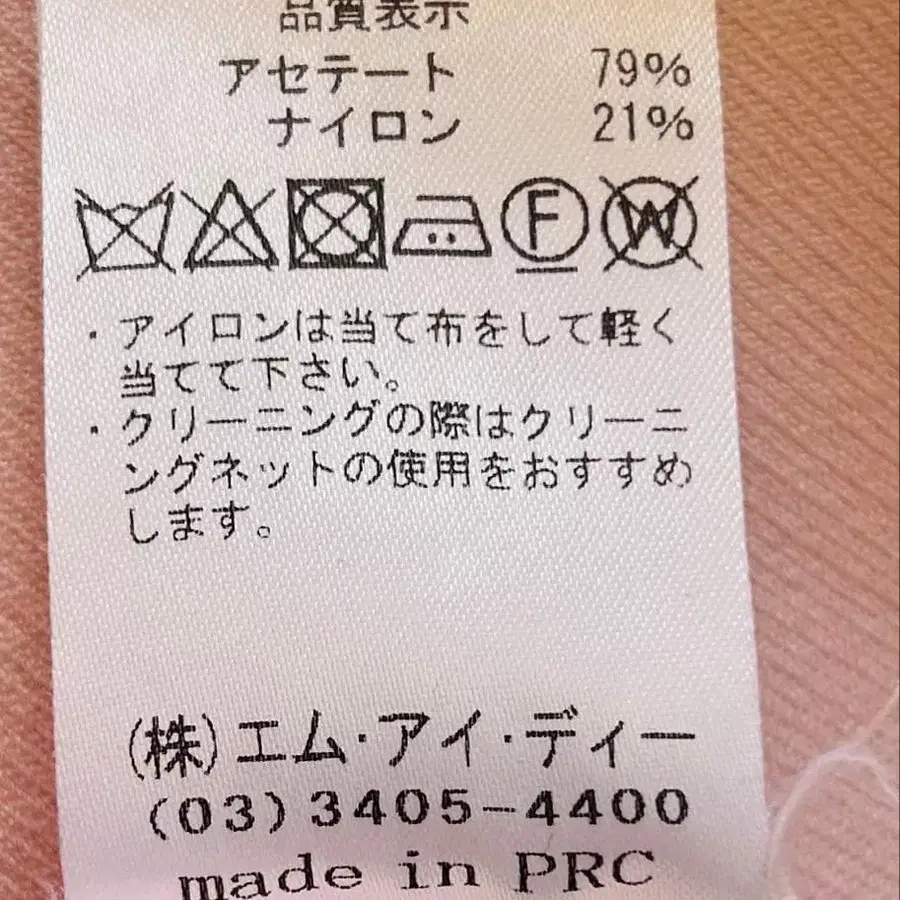 品質表示
アセテート 79%
ナイロン 21%
F W
・アイロンは当て布をして軽く
当てて下さい。
・クリーニングの際はクリーニ
ングネットの使用をおすすめ
します。
(株)エム・アイ・ディー
(03)3405-4400
made in PRC